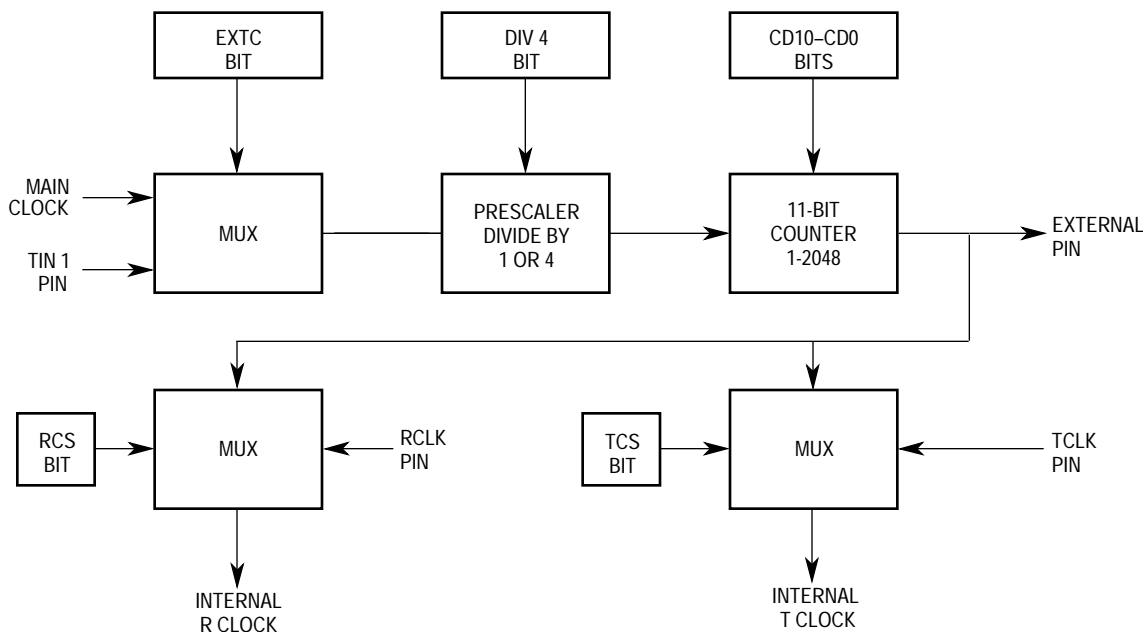 EXTC
BIT
DIV 4
BIT
CD10–CD0
BITS
MAIN
CLOCK
TIN 1
PIN
MUX
PRESCALER
DIVIDE BY
1 OR 4
11-BIT
COUNTER
1-2048
EXTERNAL
PIN
RCS
BIT
MUX
RCLK
PIN
TCS
BIT
MUX
TCLK
PIN
INTERNAL
R CLOCK
INTERNAL
T CLOCK